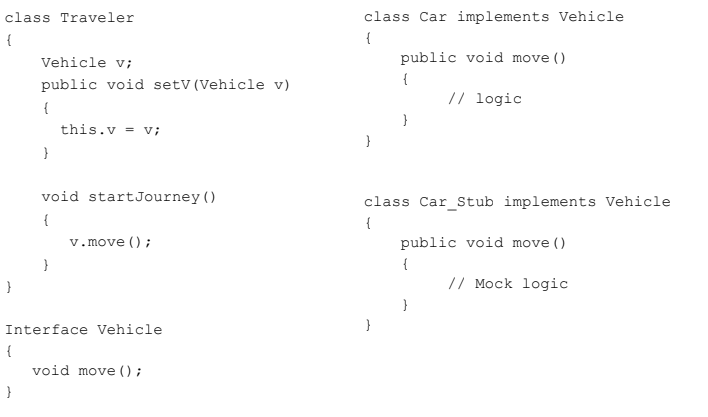 class Traveler
{
    Vehicle v;
    public void setV(Vehicle v)
    {
      this.v = v;
    }

    void startJourney()
    {
       v.move();
    }
}

Interface Vehicle
{
   void move();
}

class Car implements Vehicle
{
    public void move()
    {
         // logic
    }
}

class Car_Stub implements Vehicle
{
    public void move()
    {
         // Mock logic
    }
}